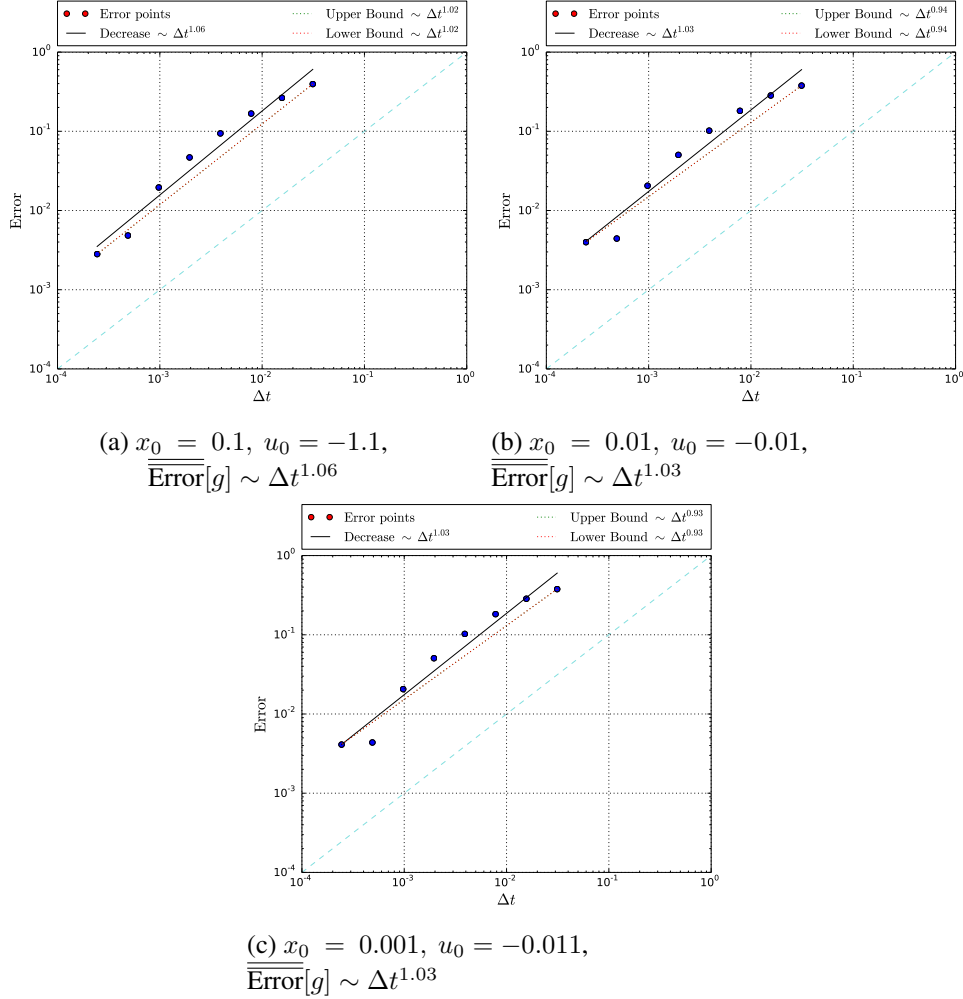 Error points
Decrease ∼ Δt^1.06
Upper Bound ∼ Δt^1.02
Lower Bound ∼ Δt^1.02
10^0
10^-1
10^-2
10^-3
10^-4
Error
10^-4 10^-3 10^-2 10^-1 10^0
Δt
(a) x_0 = 0.1, u_0 = −1.1,
Error[g] ∼ Δt^1.06
Error points
Decrease ∼ Δt^1.03
Upper Bound ∼ Δt^0.94
Lower Bound ∼ Δt^0.94
10^0
10^-1
10^-2
10^-3
10^-4
Error
10^-4 10^-3 10^-2 10^-1 10^0
Δt
(b) x_0 = 0.01, u_0 = −0.01,
Error[g] ∼ Δt^1.03
Error points
Decrease ∼ Δt^1.03
Upper Bound ∼ Δt^0.93
Lower Bound ∼ Δt^0.93
10^0
10^-1
10^-2
10^-3
10^-4
Error
10^-4 10^-3 10^-2 10^-1 10^0
Δt
(c) x_0 = 0.001, u_0 = −0.011,
Error[g] ∼ Δt^1.03